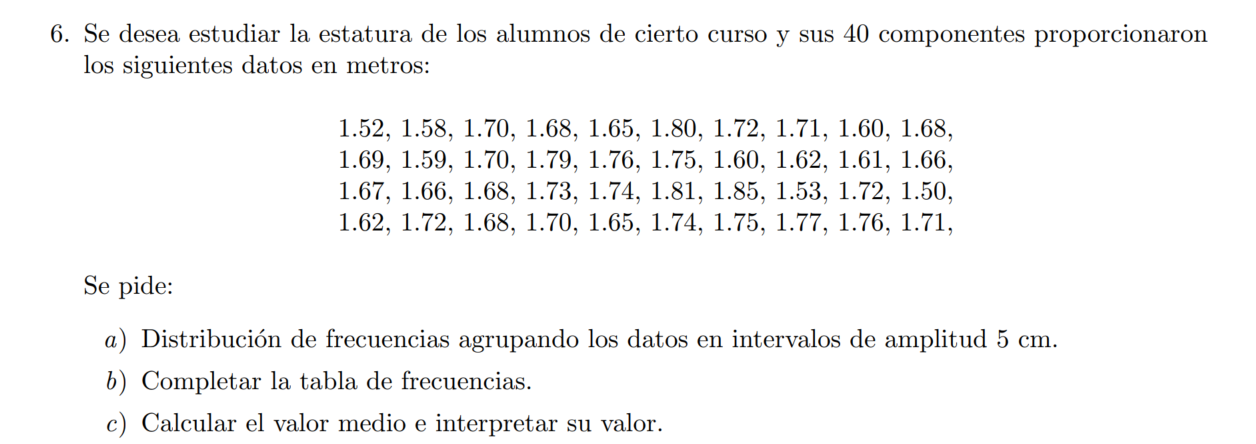 6. Se desea estudiar la estatura de los alumnos de cierto curso y sus 40 componentes proporcionaron
los siguientes datos en metros:
1.52, 1.58, 1.70, 1.68, 1.65, 1.80, 1.72, 1.71, 1.60, 1.68,
1.69, 1.59, 1.70, 1.79, 1.76, 1.75, 1.60, 1.62, 1.61, 1.66,
1.67, 1.66, 1.68, 1.73, 1.74, 1.81, 1.85, 1.53, 1.72, 1.50,
1.62, 1.72, 1.68, 1.70, 1.65, 1.74, 1.75, 1.77, 1.76, 1.71,
Se pide:
a) Distribución de frecuencias agrupando los datos en intervalos de amplitud 5 cm.
b) Completar la tabla de frecuencias.
c) Calcular el valor medio e interpretar su valor.